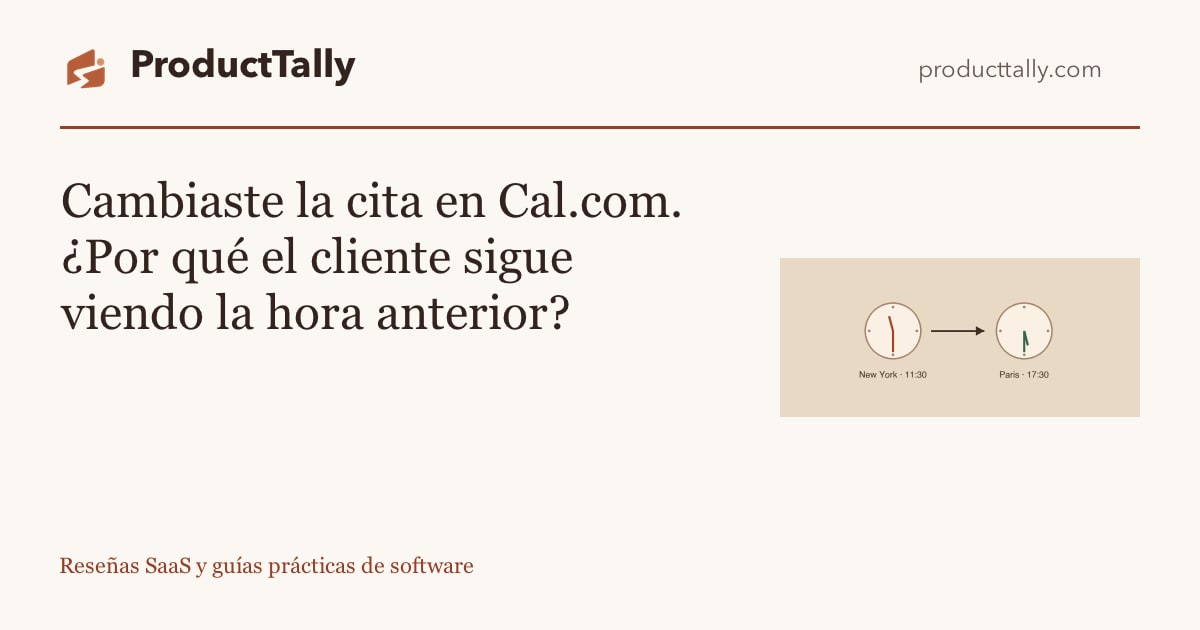 ProductTally
producttally.com
Cambiaste la cita en Cal.com.
¿Por qué el cliente sigue
viendo la hora anterior?
New York · 11:30
Paris · 17:30
Reseñas SaaS y guías prácticas de software